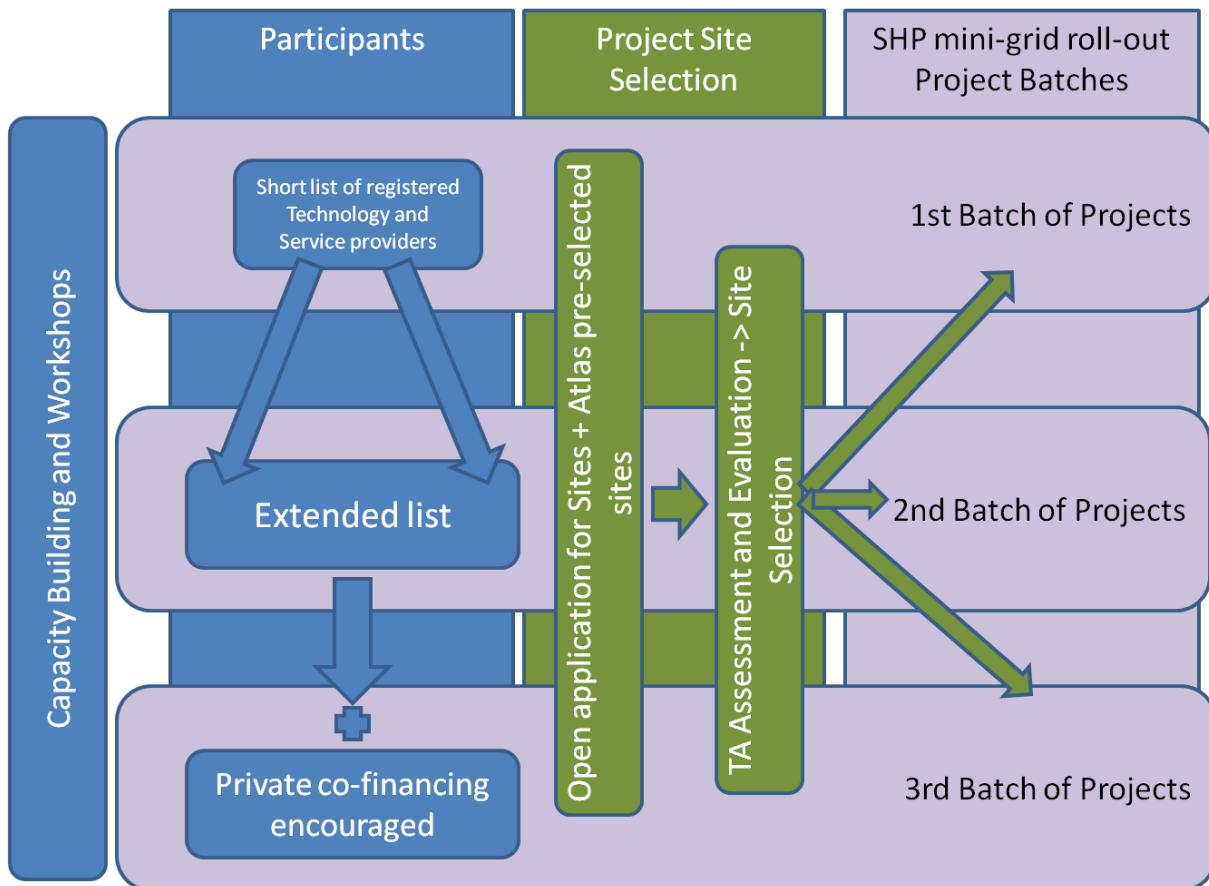 Participants
Project Site
Selection
SHP mini-grid roll-out
Project Batches
Capacity Building and Workshops
Short list of registered
Technology and
Service providers
Extended list
Private co-financing
encouraged
Open application for Sites + Atlas pre-selected
sites
TA Assessment and Evaluation -> Site
Selection
1st Batch of Projects
2nd Batch of Projects
3rd Batch of Projects